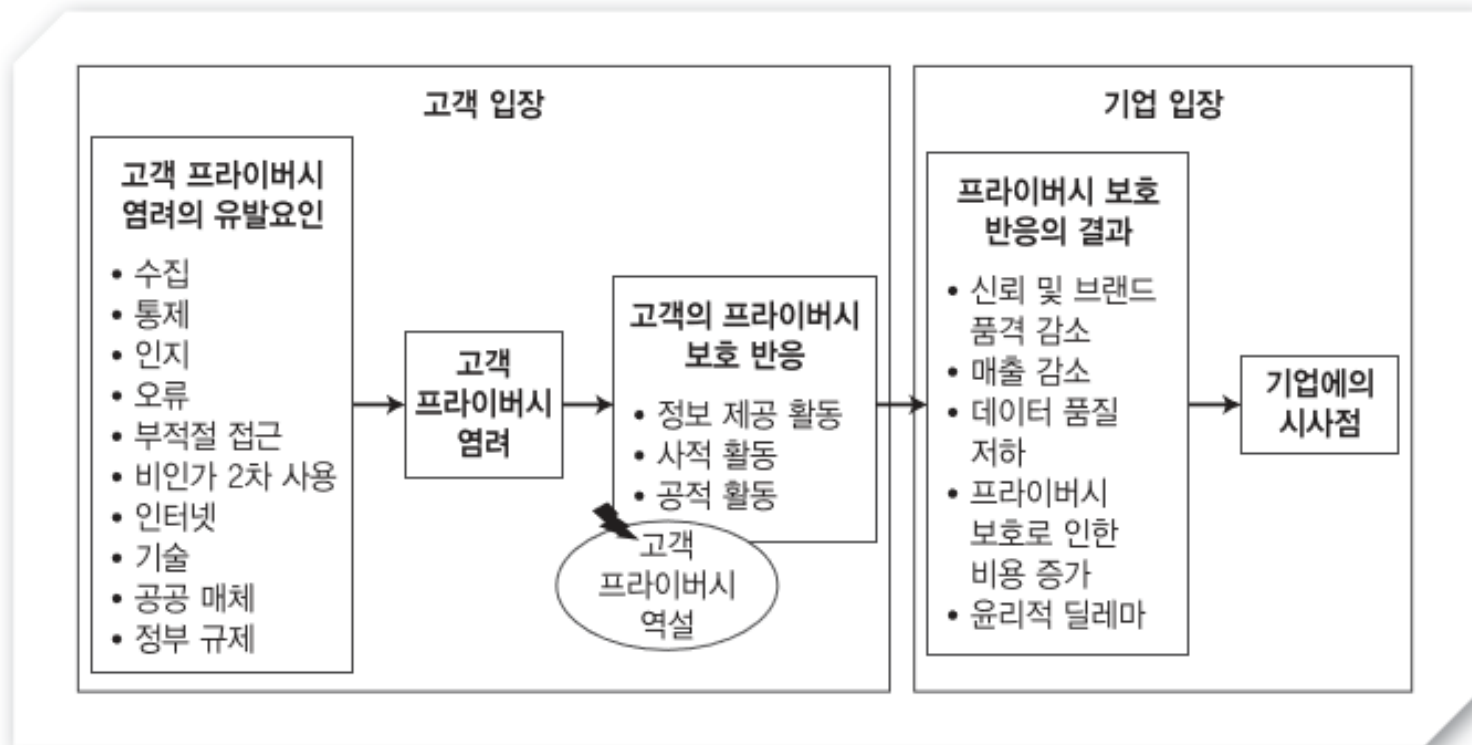 고객 입장
고객 프라이버시
염려의 유발요인
• 수집
• 통제
• 인지
• 오류
• 부적절 접근
• 비인가 2차 사용
• 인터넷
• 기술
• 공공 매체
• 정부 규제
고객
프라이버시
염려
고객의 프라이버시
보호 반응
• 정보 제공 활동
• 사적 활동
• 공적 활동
고객
프라이버시
역설
기업 입장
프라이버시 보호
반응의 결과
• 신뢰 및 브랜드
품격 감소
• 매출 감소
• 데이터 품질
저하
• 프라이버시
보호로 인한
비용 증가
• 윤리적 딜레마
기업에의
시사점